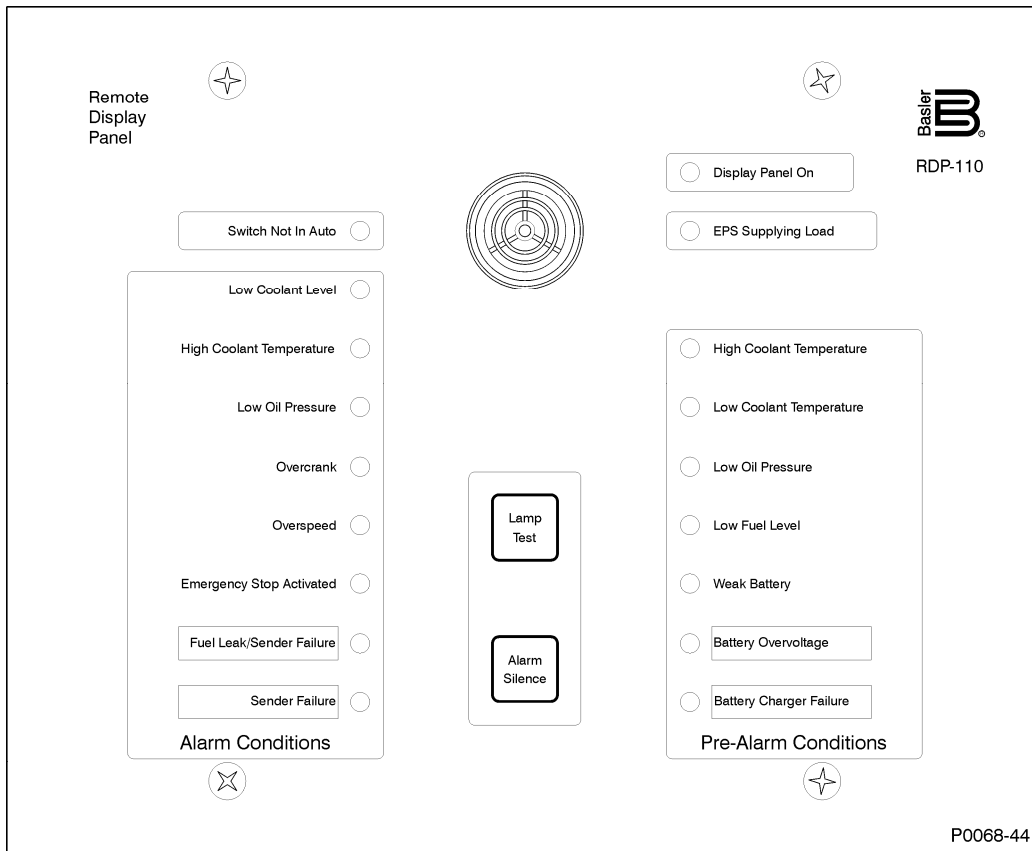 Remote
Display
Panel
Basler
B
®
RDP-110
Display Panel On
Switch Not In Auto
EPS Supplying Load
Low Coolant Level
High Coolant Temperature
Low Oil Pressure
Overcrank
Overspeed
Emergency Stop Activated
Fuel Leak/Sender Failure
Sender Failure
Alarm Conditions
Lamp
Test
Alarm
Silence
High Coolant Temperature
Low Coolant Temperature
Low Oil Pressure
Low Fuel Level
Weak Battery
Battery Overvoltage
Battery Charger Failure
Pre-Alarm Conditions
P0068-44